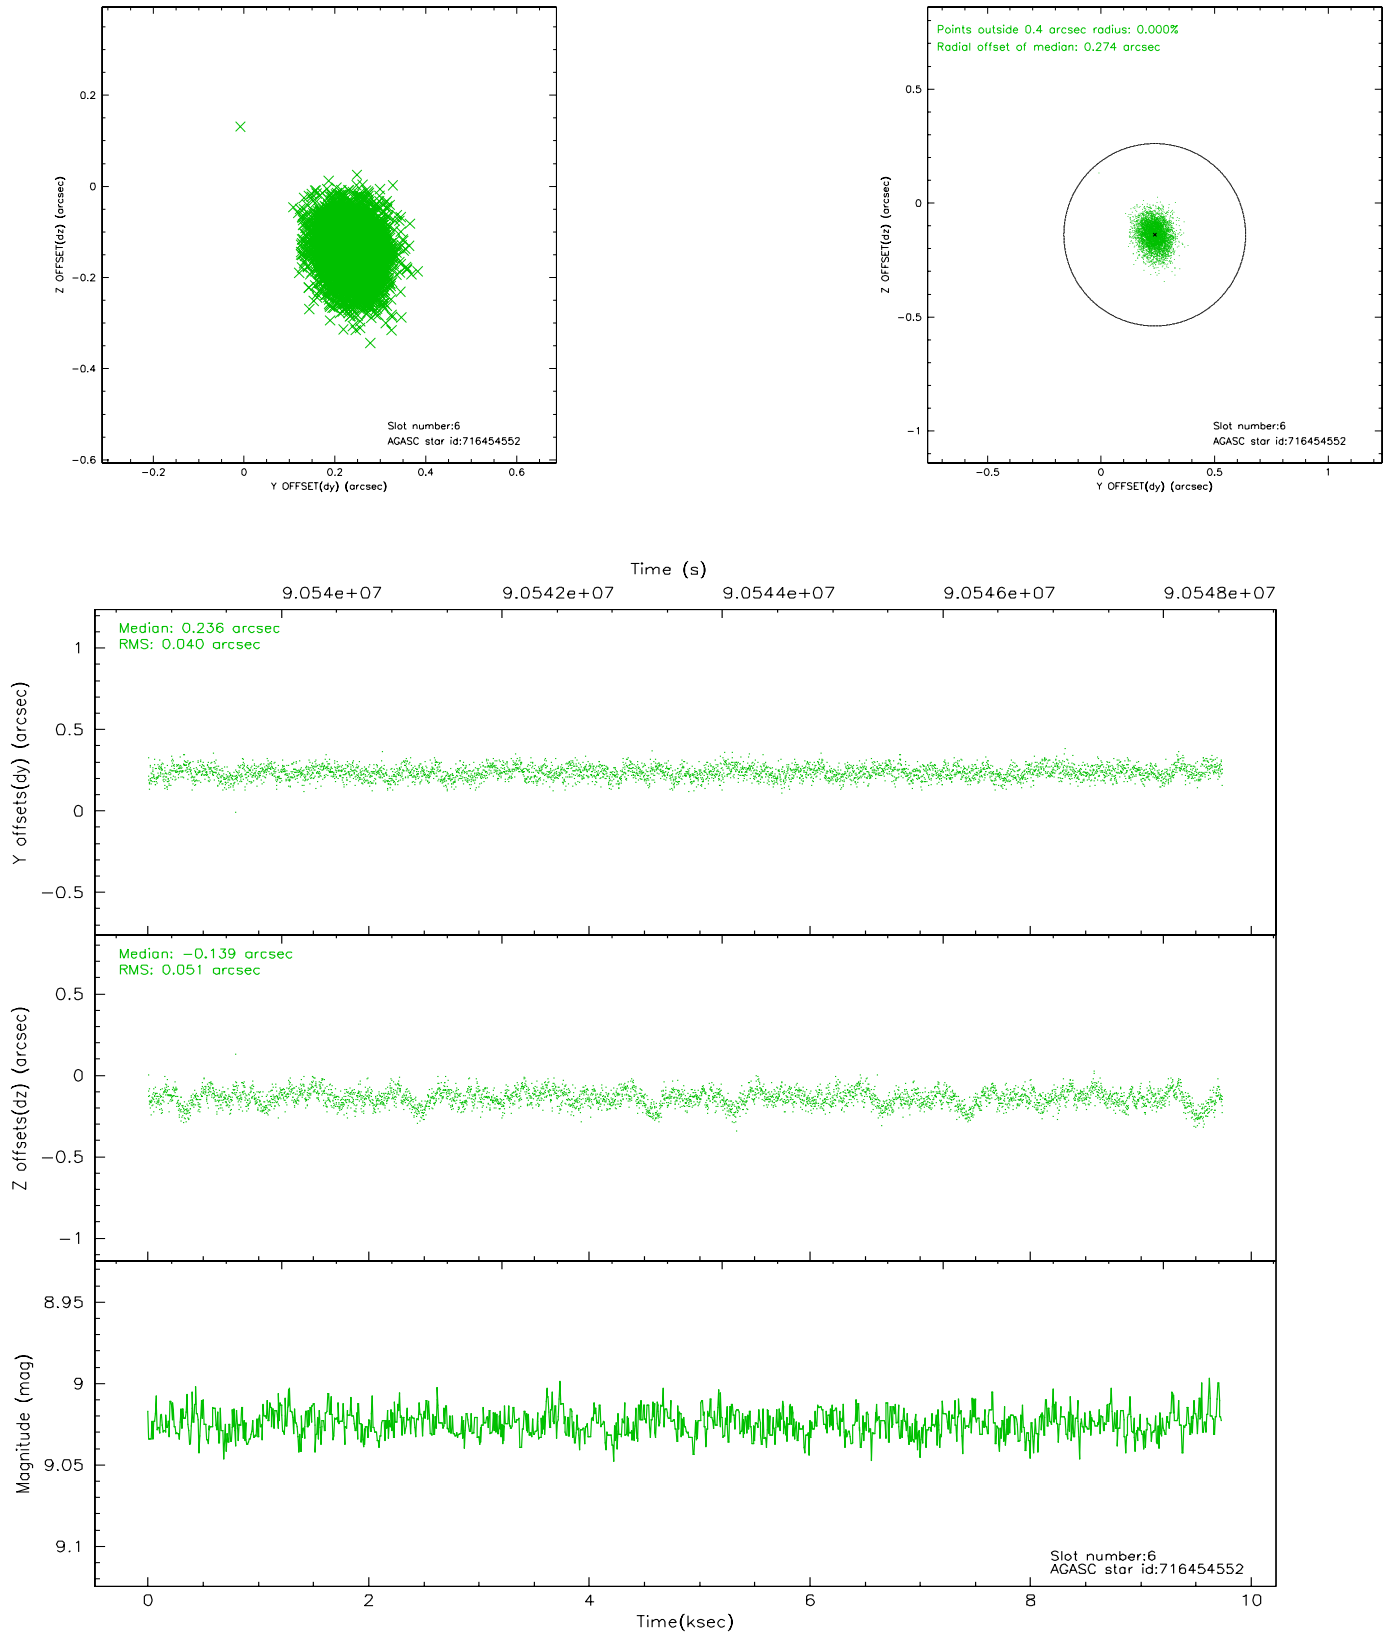 0.2
0
−0.2
−0.4
−0.6
Z OFFSET(dz) (arcsec)
−0.2
0
0.2
0.4
0.6
Y OFFSET(dy) (arcsec)
Slot number:6
AGASC star id:716454552
Points outside 0.4 arcsec radius: 0.000%
Radial offset of median: 0.274 arcsec
0.5
0
−0.5
−1
Z OFFSET(dz) (arcsec)
−0.5
0
0.5
1
Y OFFSET(dy) (arcsec)
Slot number:6
AGASC star id:716454552
Time (s)
9.054e+07
9.0542e+07
9.0544e+07
9.0546e+07
9.0548e+07
Median: 0.236 arcsec
RMS: 0.040 arcsec
1
0.5
0
−0.5
Y offsets(dy) (arcsec)
Median: −0.139 arcsec
RMS: 0.051 arcsec
0.5
0
−0.5
−1
Z offsets(dz) (arcsec)
8.95
9
9.05
9.1
Magnitude (mag)
Slot number:6
AGASC star id:716454552
0
2
4
6
8
10
Time(ksec)